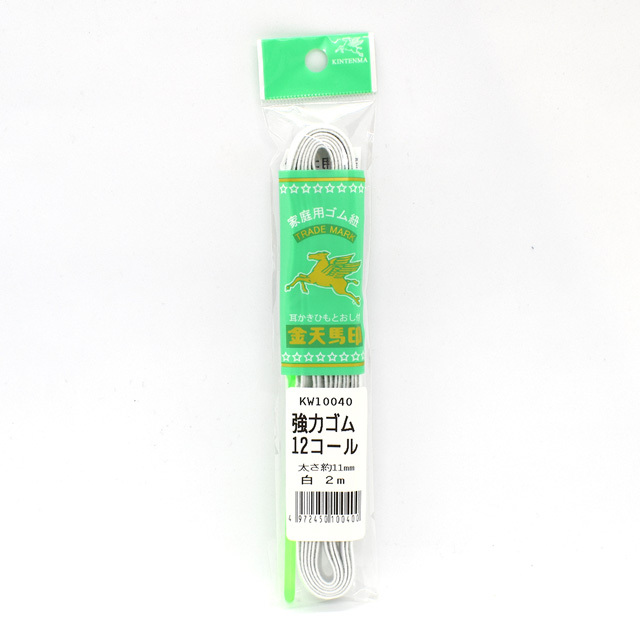 KINTENMA
家庭用ゴム紐
TRADE MARK
耳かきひもとおし付
金天馬印
KW10040
強力ゴム
12コール
太さ約11mm
白 2m
4972450100400